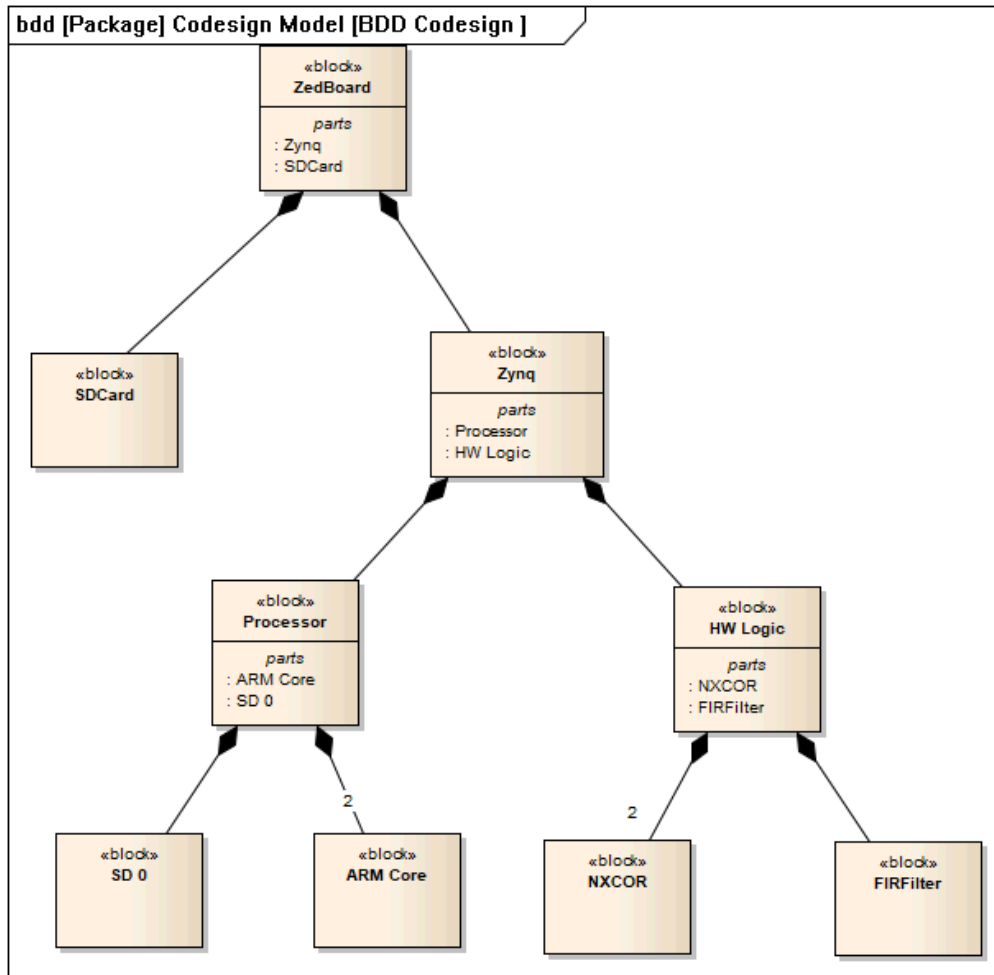 bdd [Package] Codesign Model [BDD Codesign ]
«block»
ZedBoard
parts
: Zynq
: SDCard
«block»
SDCard
«block»
Zynq
parts
: Processor
: HW Logic
«block»
Processor
parts
: ARM Core
: SD 0
«block»
HW Logic
parts
: NXCOR
: FIRFilter
2
2
«block»
SD 0
«block»
ARM Core
«block»
NXCOR
«block»
FIRFilter